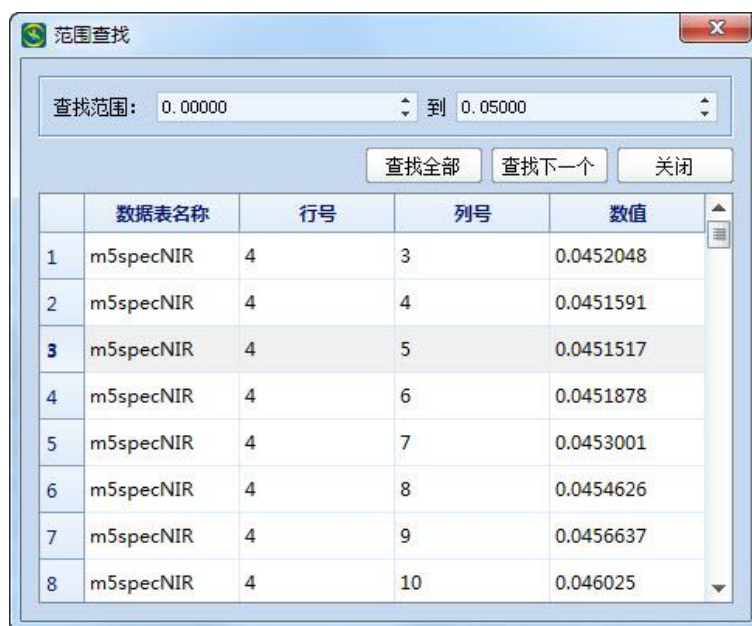 范围查找
查找范围: 0.00000 到 0.05000
查找全部 查找下一个 关闭
数据表名称 行号 列号 数值
1 m5specNIR 4 3 0.0452048
2 m5specNIR 4 4 0.0451591
3 m5specNIR 4 5 0.0451517
4 m5specNIR 4 6 0.0451878
5 m5specNIR 4 7 0.0453001
6 m5specNIR 4 8 0.0454626
7 m5specNIR 4 9 0.0456637
8 m5specNIR 4 10 0.046025